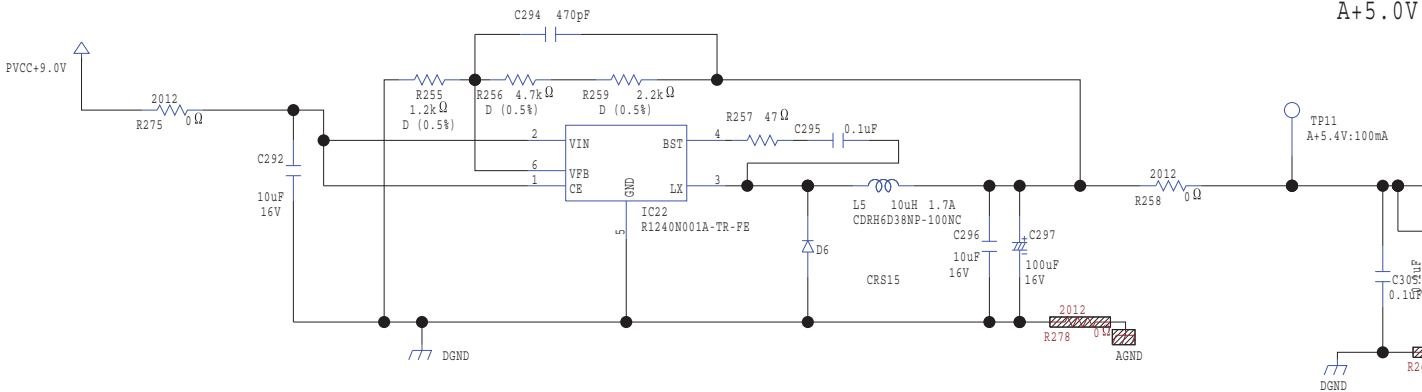 A+5.0V
C294 470pF
PVCC+9.0V
R255
1.2kΩ
D (0.5%)
R256 4.7kΩ
D (0.5%)
R259 2.2kΩ
D (0.5%)
2012
R275 0Ω
R257 47Ω
C295 0.1uF
TP11
A+5.4V:100mA
2 VIN
BST 4
6 VFB
1 CE
GND
LX 3
5
IC22
R1240N001A-TR-FE
C292
10uF
16V
L5 10uH 1.7A
CDRH6D38NP-100NC
2012
R258 0Ω
D6
CRS15
C296
10uF
16V
C297
100uF
16V
C305
0.1uF
2012
R278 0Ω
DGND
AGND
DGND